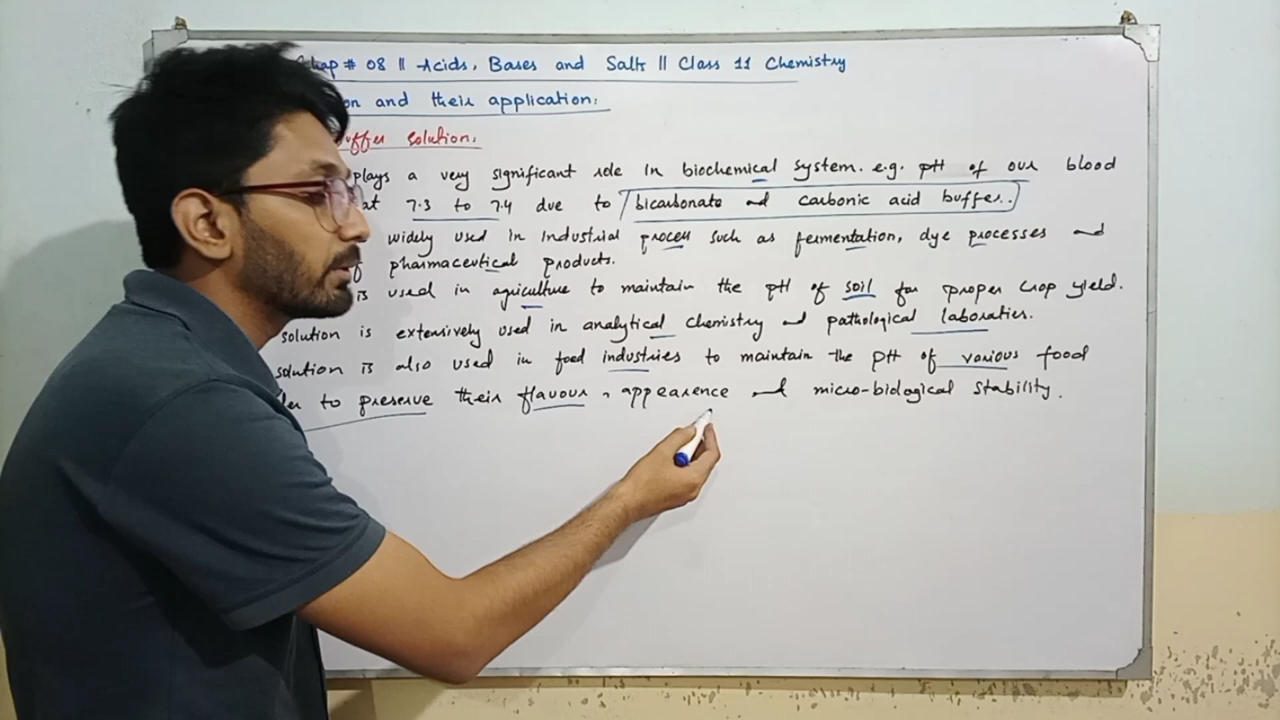 Chap # 08 || Acids, Bases and Salts || Class 11 Chemistry
on and their application:
uffer solution:
plays a very significant role in biochemical system. e.g. pH of our blood
at 7.3 to 7.4 due to bicarbonate and carbonic acid buffer.
widely used in industrial process such as fermentation, dye processes and
pharmaceutical products.
is used in agriculture to maintain the pH of soil for proper crop yield.
solution is extensively used in analytical chemistry and pathological laboraties.
solution is also used in food industries to maintain the pH of various food
to preserve their flavour, appearence and micro-biological stability.